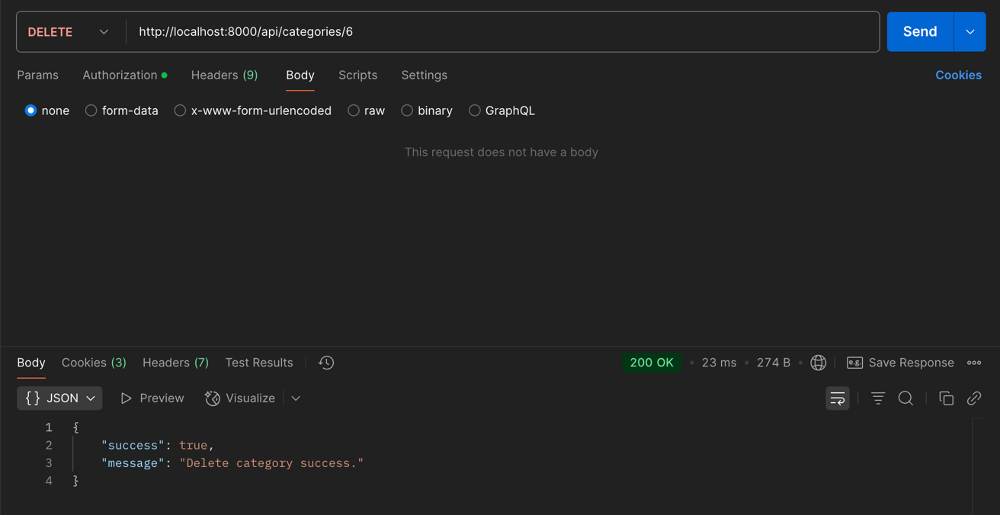 DELETE http://localhost:8000/api/categories/6 Send
Params Authorization Headers (9) Body Scripts Settings Cookies
none form-data x-www-form-urlencoded raw binary GraphQL
This request does not have a body
Body Cookies (3) Headers (7) Test Results 200 OK 23 ms 274 B e.g. Save Response
{} JSON Preview Visualize
1 {
2 "success": true,
3 "message": "Delete category success."
4 }